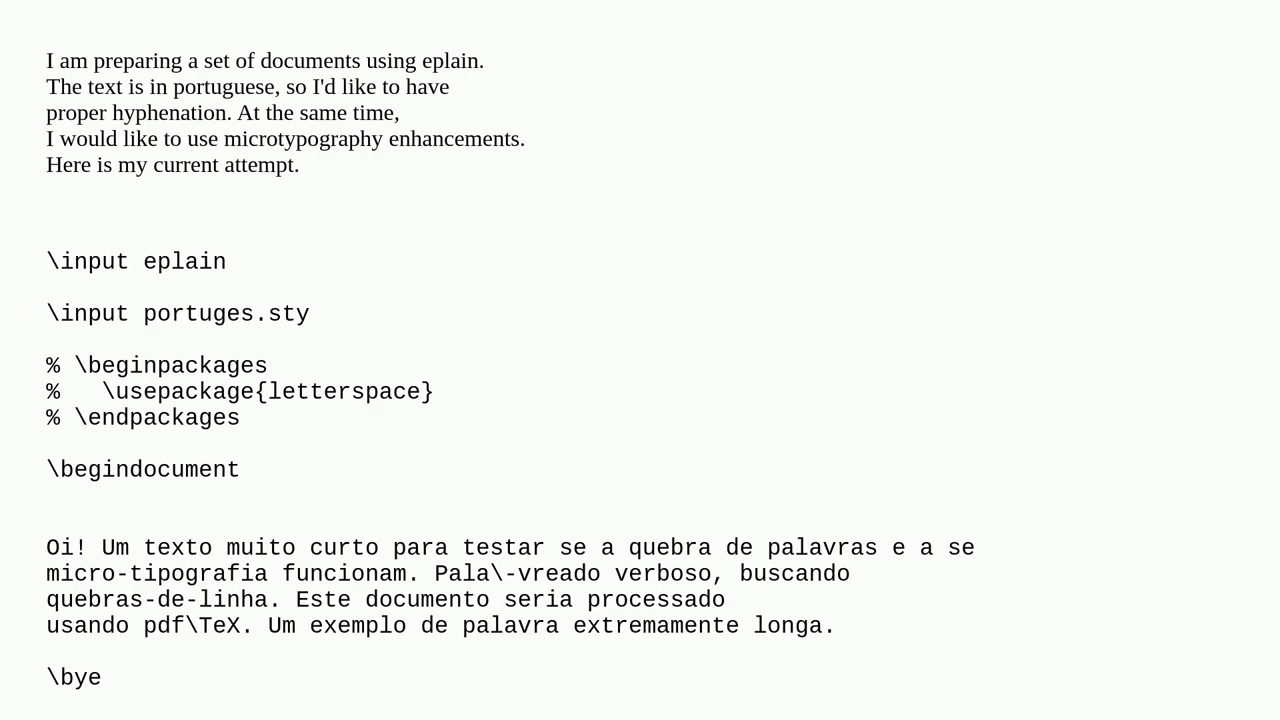 I am preparing a set of documents using eplain.
The text is in portuguese, so I'd like to have
proper hyphenation. At the same time,
I would like to use microtypography enhancements.
Here is my current attempt.
\input eplain
\input portuges.sty
% \beginpackages
%   \usepackage{letterspace}
% \endpackages
\begindocument
Oi! Um texto muito curto para testar se a quebra de palavras e a se
micro-tipografia funcionam. Pala\-vreado verboso, buscando
quebras-de-linha. Este documento seria processado
usando pdf\TeX. Um exemplo de palavra extremamente longa.
\bye